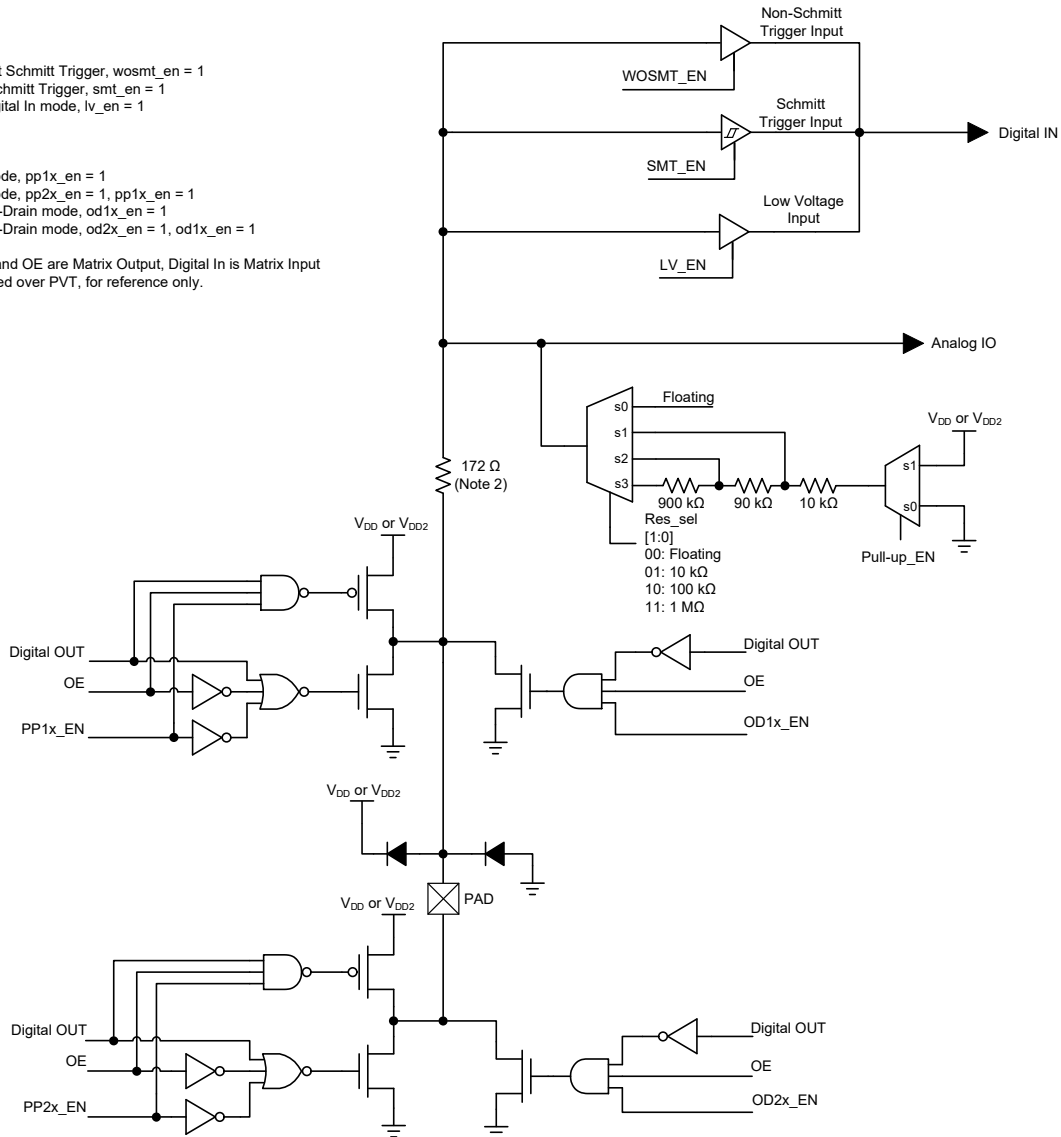 Non-Schmitt
Trigger Input
t Schmitt Trigger, wosmt_en = 1
chmitt Trigger, smt_en = 1
gital In mode, lv_en = 1
WOSMT_EN
Schmitt
Trigger Input
Digital IN
SMT_EN
ode, pp1x_en = 1
ode, pp2x_en = 1, pp1x_en = 1
-Drain mode, od1x_en = 1
-Drain mode, od2x_en = 1, od1x_en = 1
Low Voltage
Input
LV_EN
and OE are Matrix Output, Digital In is Matrix Input
ed over PVT, for reference only.
Analog IO
s0 Floating
s1
s2
s3
900 kΩ 90 kΩ 10 kΩ
VDD or VDD2
s1
s0
Pull-up_EN
Res_sel
[1:0]
00: Floating
01: 10 kΩ
10: 100 kΩ
11: 1 MΩ
172 Ω
(Note 2)
VDD or VDD2
Digital OUT
OE
PP1x_EN
Digital OUT
OE
OD1x_EN
VDD or VDD2
PAD
VDD or VDD2
Digital OUT
OE
PP2x_EN
Digital OUT
OE
OD2x_EN